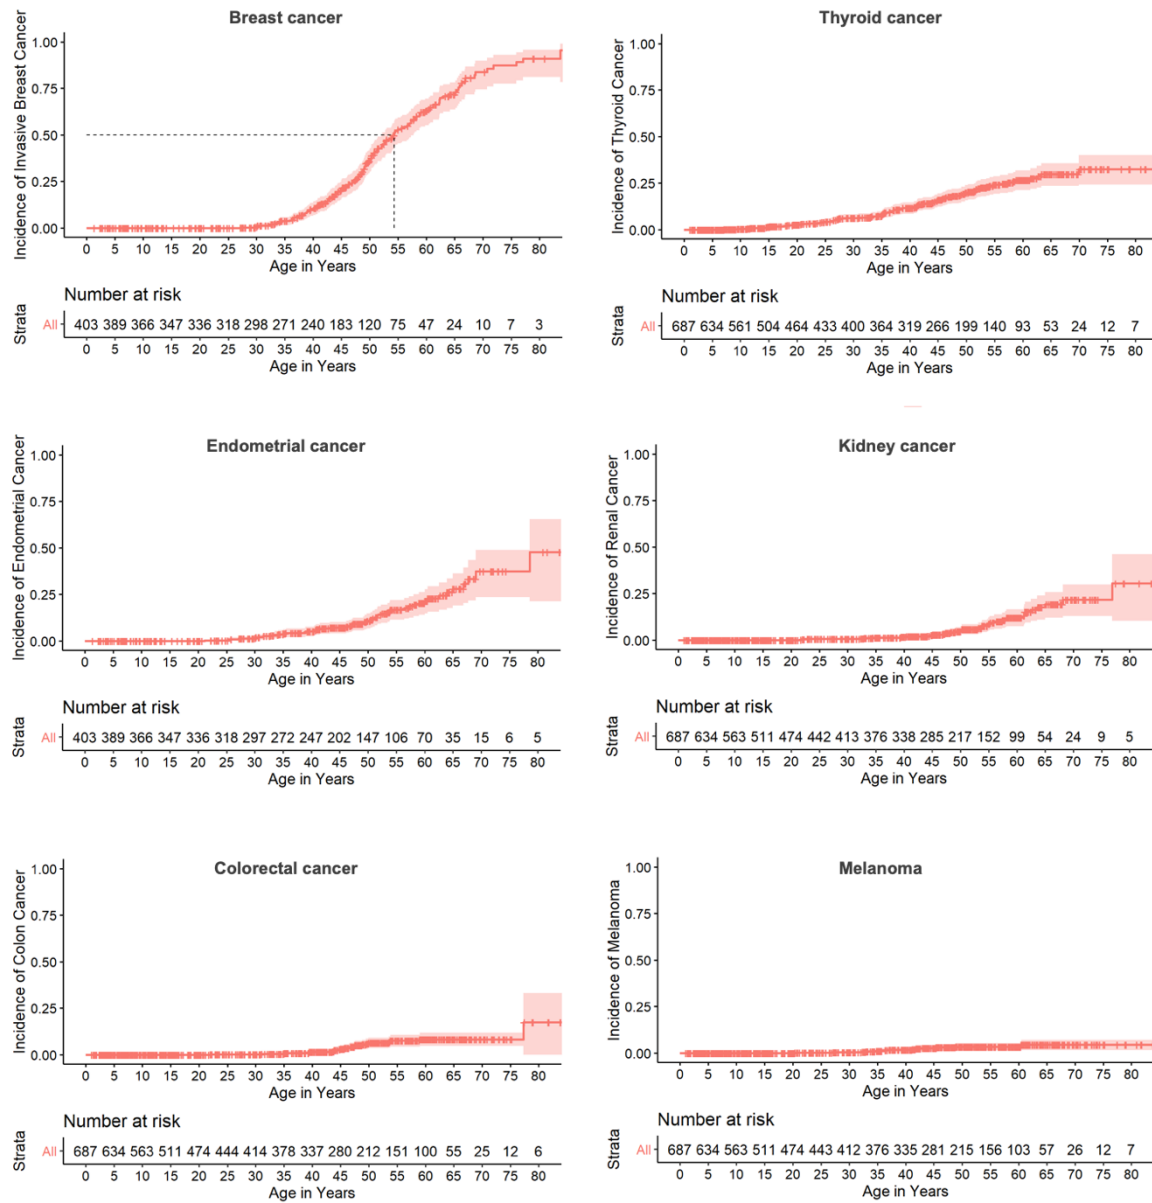 Breast cancer
Incidence of Invasive Breast Cancer
1.00
0.75
0.50
0.25
0.00
0 5 10 15 20 25 30 35 40 45 50 55 60 65 70 75 80
Age in Years
Number at risk
Strata
All
403 389 366 347 336 318 298 271 240 183 120 75 47 24 10 7 3
0 5 10 15 20 25 30 35 40 45 50 55 60 65 70 75 80
Age in Years
Thyroid cancer
Incidence of Thyroid Cancer
1.00
0.75
0.50
0.25
0.00
0 5 10 15 20 25 30 35 40 45 50 55 60 65 70 75 80
Age in Years
Number at risk
Strata
All
687 634 561 504 464 433 400 364 319 266 199 140 93 53 24 12 7
0 5 10 15 20 25 30 35 40 45 50 55 60 65 70 75 80
Age in Years
Endometrial cancer
Incidence of Endometrial Cancer
1.00
0.75
0.50
0.25
0.00
0 5 10 15 20 25 30 35 40 45 50 55 60 65 70 75 80
Age in Years
Number at risk
Strata
All
403 389 366 347 336 318 297 272 247 202 147 106 70 35 15 6 5
0 5 10 15 20 25 30 35 40 45 50 55 60 65 70 75 80
Age in Years
Kidney cancer
Incidence of Renal Cancer
1.00
0.75
0.50
0.25
0.00
0 5 10 15 20 25 30 35 40 45 50 55 60 65 70 75 80
Age in Years
Number at risk
Strata
All
687 634 563 511 474 442 413 376 338 285 217 152 99 54 24 9 5
0 5 10 15 20 25 30 35 40 45 50 55 60 65 70 75 80
Age in Years
Colorectal cancer
Incidence of Colon Cancer
1.00
0.75
0.50
0.25
0.00
0 5 10 15 20 25 30 35 40 45 50 55 60 65 70 75 80
Age in Years
Number at risk
Strata
All
687 634 563 511 474 444 414 378 337 280 212 151 100 55 25 12 6
0 5 10 15 20 25 30 35 40 45 50 55 60 65 70 75 80
Age in Years
Melanoma
Incidence of Melanoma
1.00
0.75
0.50
0.25
0.00
0 5 10 15 20 25 30 35 40 45 50 55 60 65 70 75 80
Age in Years
Number at risk
Strata
All
687 634 563 511 474 443 412 376 335 281 215 156 103 57 26 12 7
0 5 10 15 20 25 30 35 40 45 50 55 60 65 70 75 80
Age in Years